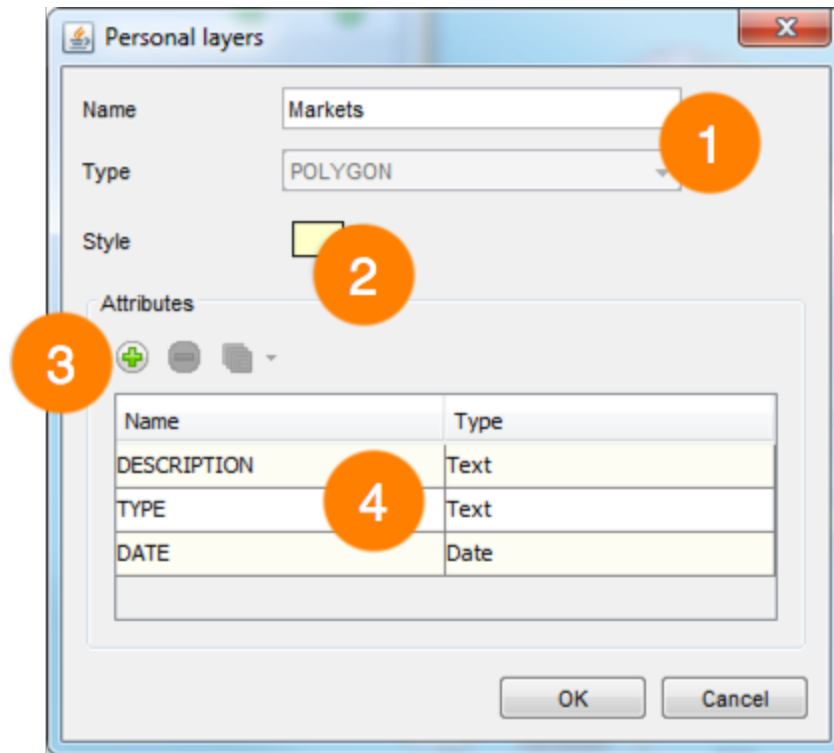 Personal layers
Name Markets
1
Type POLYGON
Style
2
Attributes
3
Name Type
DESCRIPTION Text
4
TYPE Text
DATE Date
OK Cancel